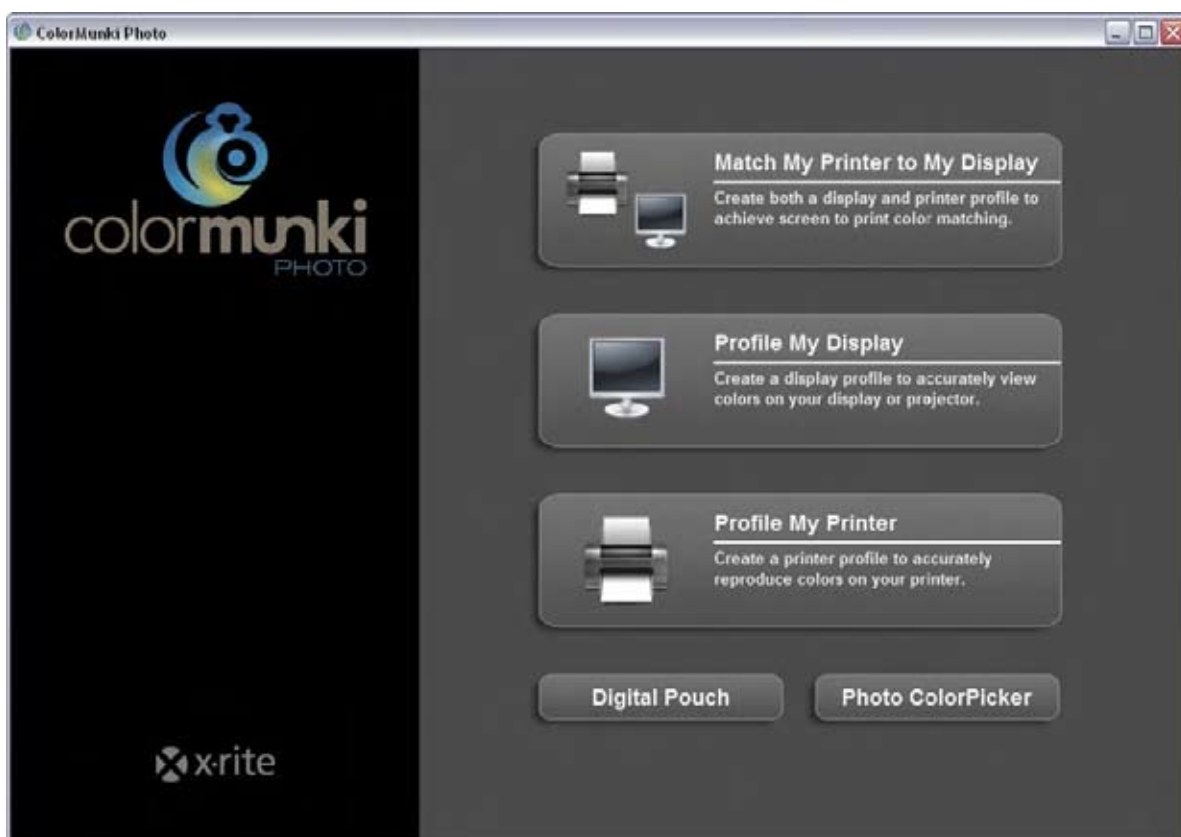 ColorMunki Photo
colormunki
PHOTO
Match My Printer to My Display
Create both a display and printer profile to
achieve screen to print color matching.
Profile My Display
Create a display profile to accurately view
colors on your display or projector.
Profile My Printer
Create a printer profile to accurately
reproduce colors on your printer.
Digital Pouch
Photo ColorPicker
x·rite